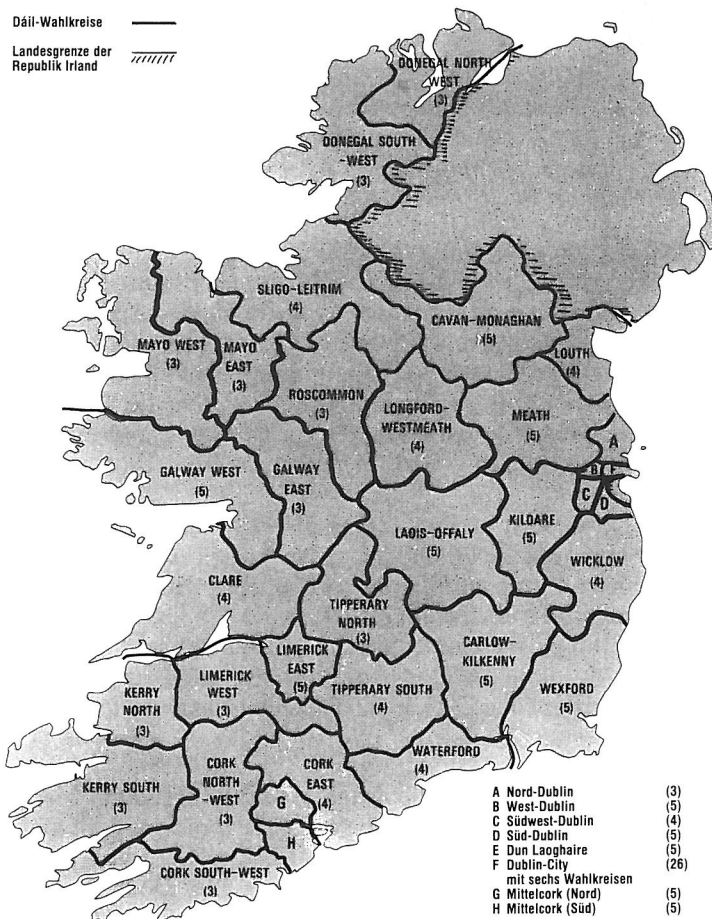 Dáil-Wahlkreise
Landesgrenze der
Republik Irland
DONEGAL NORTH
WEST
(3)
DONEGAL SOUTH
-WEST
(3)
SLIGO-LEITRIM
(4)
CAVAN-MONAGHAN
(5)
MAYO WEST
(3)
MAYO
EAST
(3)
LOUTH
(4)
ROSCOMMON
(3)
LONGFORD-
WESTMEATH
(4)
MEATH
(5)
A
B
F
C
D
GALWAY WEST
(5)
GALWAY
EAST
(3)
LAOIS-OFFALY
(5)
KILDARE
(5)
WICKLOW
(4)
CLARE
(4)
TIPPERARY
NORTH
(3)
CARLOW-
KILKENNY
(5)
LIMERICK
EAST
(5)
LIMERICK
WEST
(3)
TIPPERARY SOUTH
(4)
WEXFORD
(5)
KERRY
NORTH
(3)
WATERFORD
(4)
KERRY SOUTH
(3)
CORK
NORTH
-WEST
(3)
CORK
EAST
(4)
G
H
CORK SOUTH-WEST
(3)
A Nord-Dublin (3)
B West-Dublin (5)
C Südwest-Dublin (4)
D Süd-Dublin (5)
E Dun Laoghaire (5)
F Dublin-City (26)
mit sechs Wahlkreisen
G Mittelcork (Nord) (5)
H Mittelcork (Süd) (5)